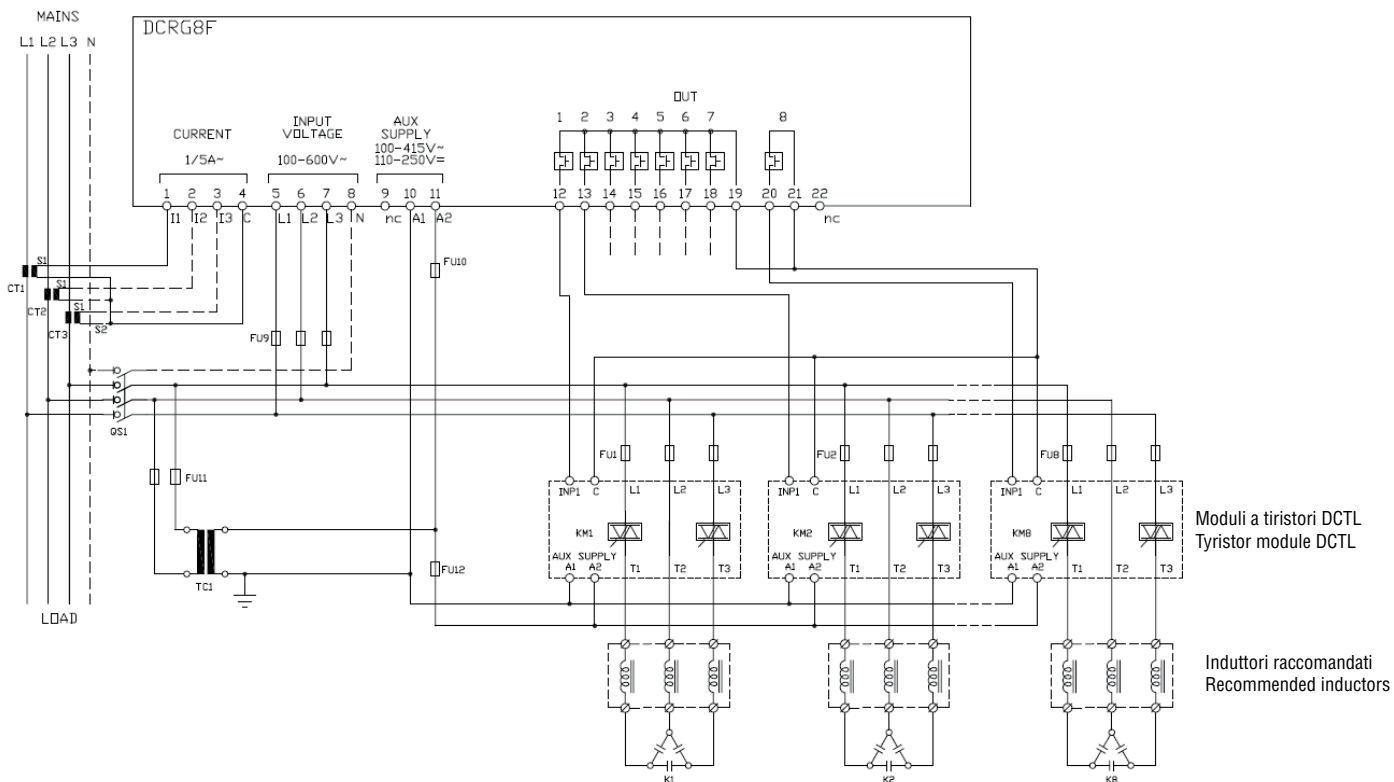 MAINS
L1 L2 L3 N
DCRG8F
OUT
1 2 3 4 5 6 7 8
CURRENT
1/5A~
INPUT
VOLTAGE
100-600V~
AUX
SUPPLY
100-415V~
110-250V=
1 2 3 4 5 6 7 8 9 10 11 12 13 14 15 16 17 18 19 20 21 22
I1 I2 I3 C L1 L2 L3 N nc A1 A2 nc
S1
CT1
S1
CT2
S1
CT3
S2
FU10
FU9
QS1
FU11
FU12
TC1
LOAD
FU1 FU2 FU8
INP1 C L1 L2 L3
KM1
AUX SUPPLY
A1 A2 T1 T2 T3
INP1 C L1 L2 L3
KM2
AUX SUPPLY
A1 A2 T1 T2 T3
INP1 C L1 L2 L3
KM8
AUX SUPPLY
A1 A2 T1 T2 T3
Moduli a tiristori DCTL
Tyristor module DCTL
Induttori raccomandati
Recommended inductors
K1 K2 K8